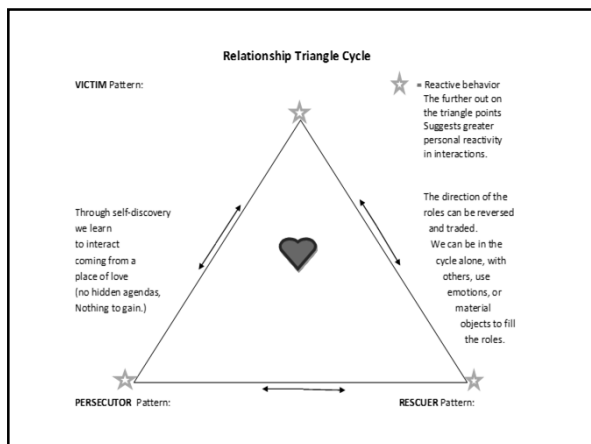 Relationship Triangle Cycle
VICTIM Pattern:
= Reactive behavior
The further out on
the triangle points
Suggests greater
personal reactivity
in interactions.
Through self-discovery
we learn
to interact
coming from a
place of love
(no hidden agendas,
Nothing to gain.)
The direction of the
roles can be reversed
and traded.
We can be in the
cycle alone, with
others, use
emotions, or
material
objects to fill
the roles.
PERSECUTOR Pattern:
RESCUER Pattern: